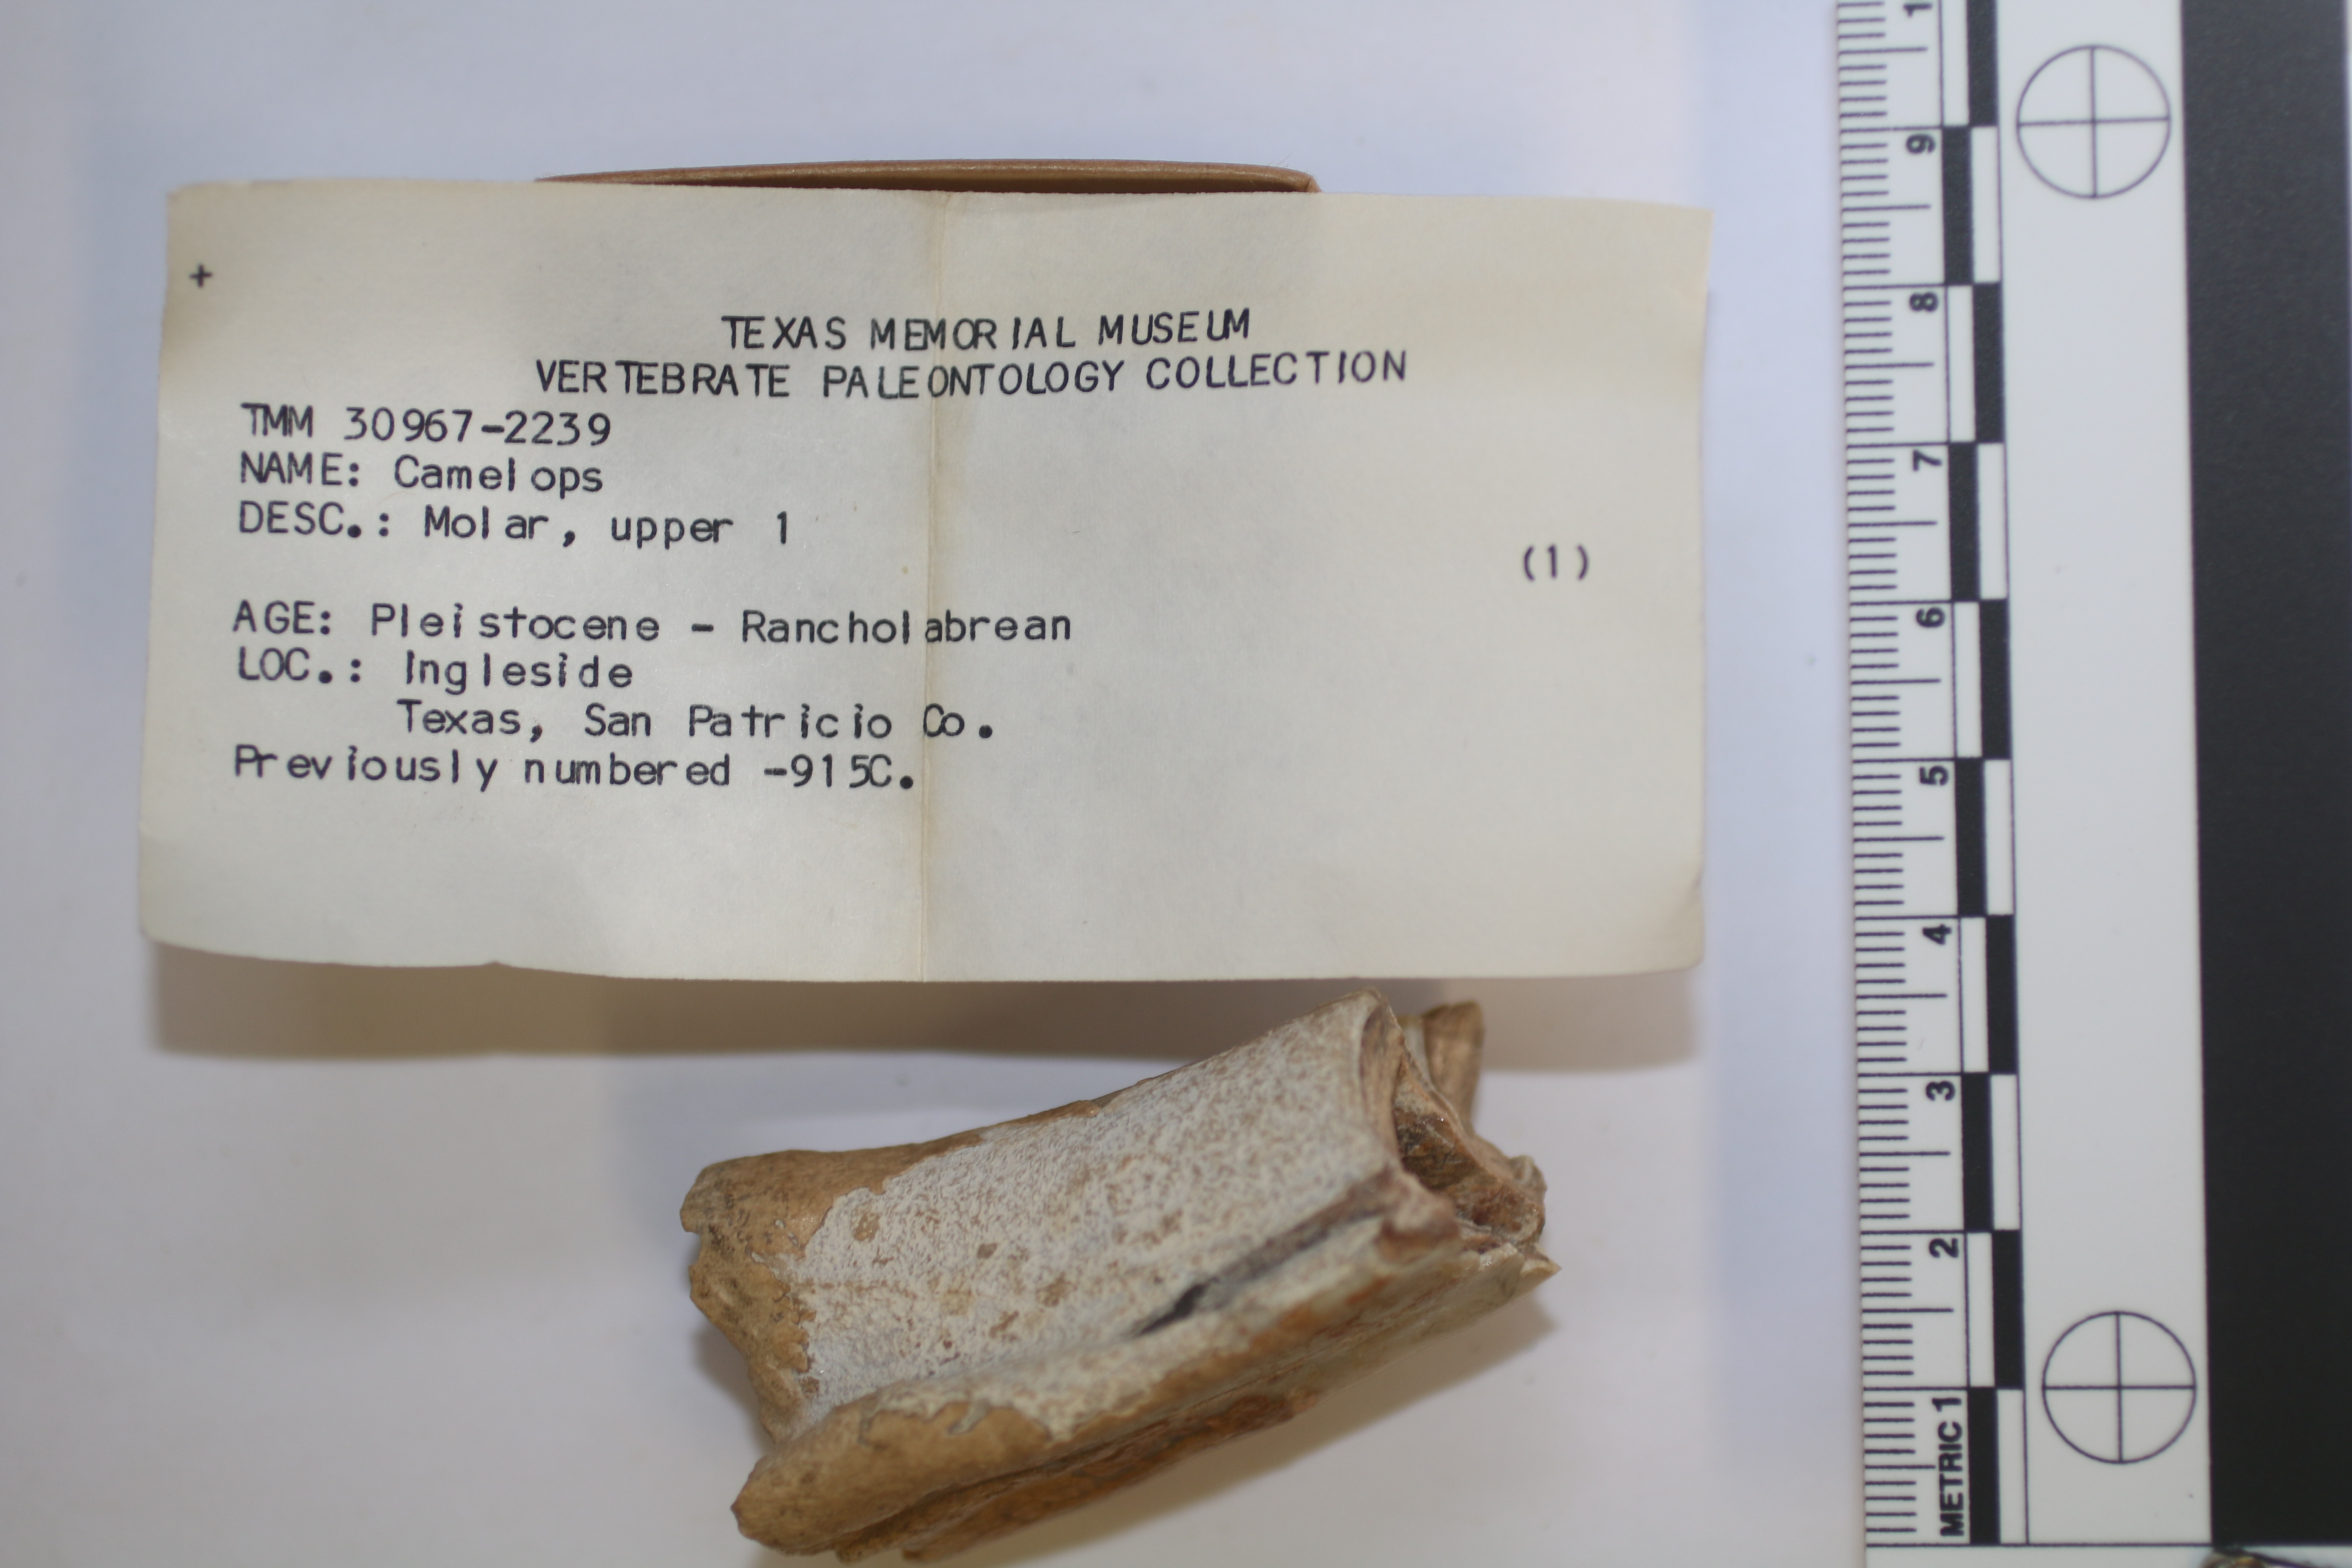 +
TEXAS MEMORIAL MUSEUM
VERTEBRATE PALEONTOLOGY COLLECTION
TMM 30967-2239
NAME: Camelops
DESC.: Molar, upper 1
(1)
AGE: Pleistocene - Rancholabrean
LOC.: Ingleside
Texas, San Patricio Co.
Previously numbered -915C.
METRIC 1
2
3
4
5
6
7
8
9